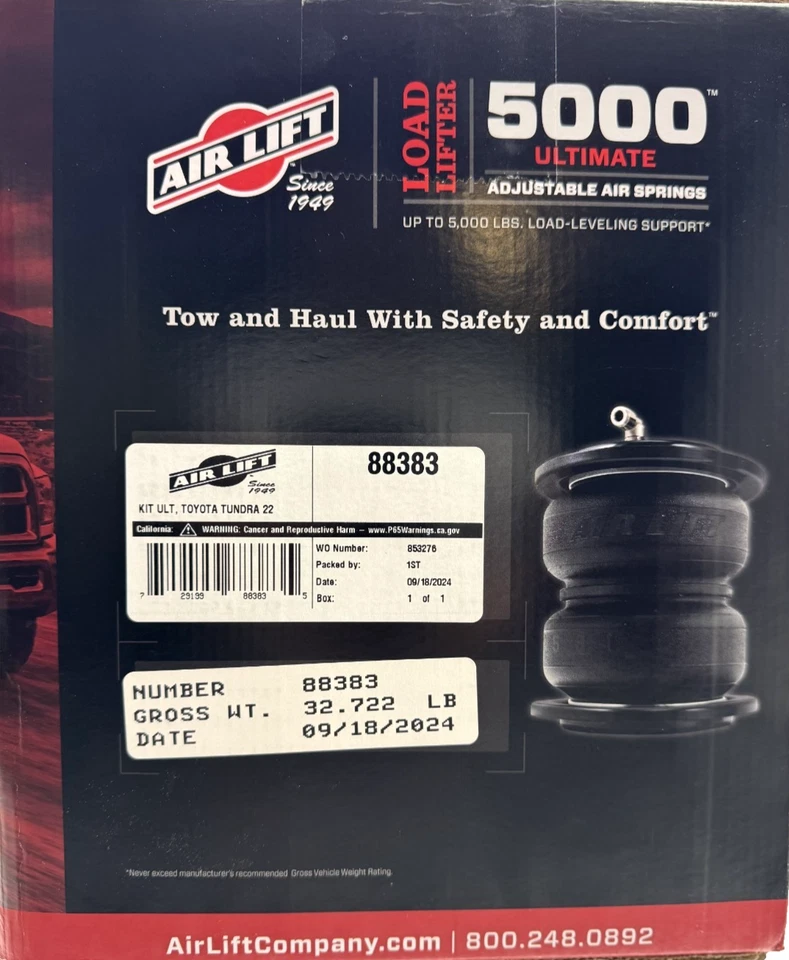 AIR LIFT
Since
1949
LOAD
LIFTER
5000™
ULTIMATE
ADJUSTABLE AIR SPRINGS
UP TO 5,000 LBS. LOAD-LEVELING SUPPORT*
Tow and Haul With Safety and Comfort™
AIR LIFT
Since
1949
88383
KIT ULT, TOYOTA TUNDRA 22
California: WARNING: Cancer and Reproductive Harm – www.P65Warnings.ca.gov
7 29199 88383 5
WO Number: 853276
Packed by: 1ST
Date: 09/18/2024
Box: 1 of 1
NUMBER 88383
GROSS WT. 32.722 LB
DATE 09/18/2024
*Never exceed manufacturer's recommended Gross Vehicle Weight Rating.
AirLiftCompany.com | 800.248.0892